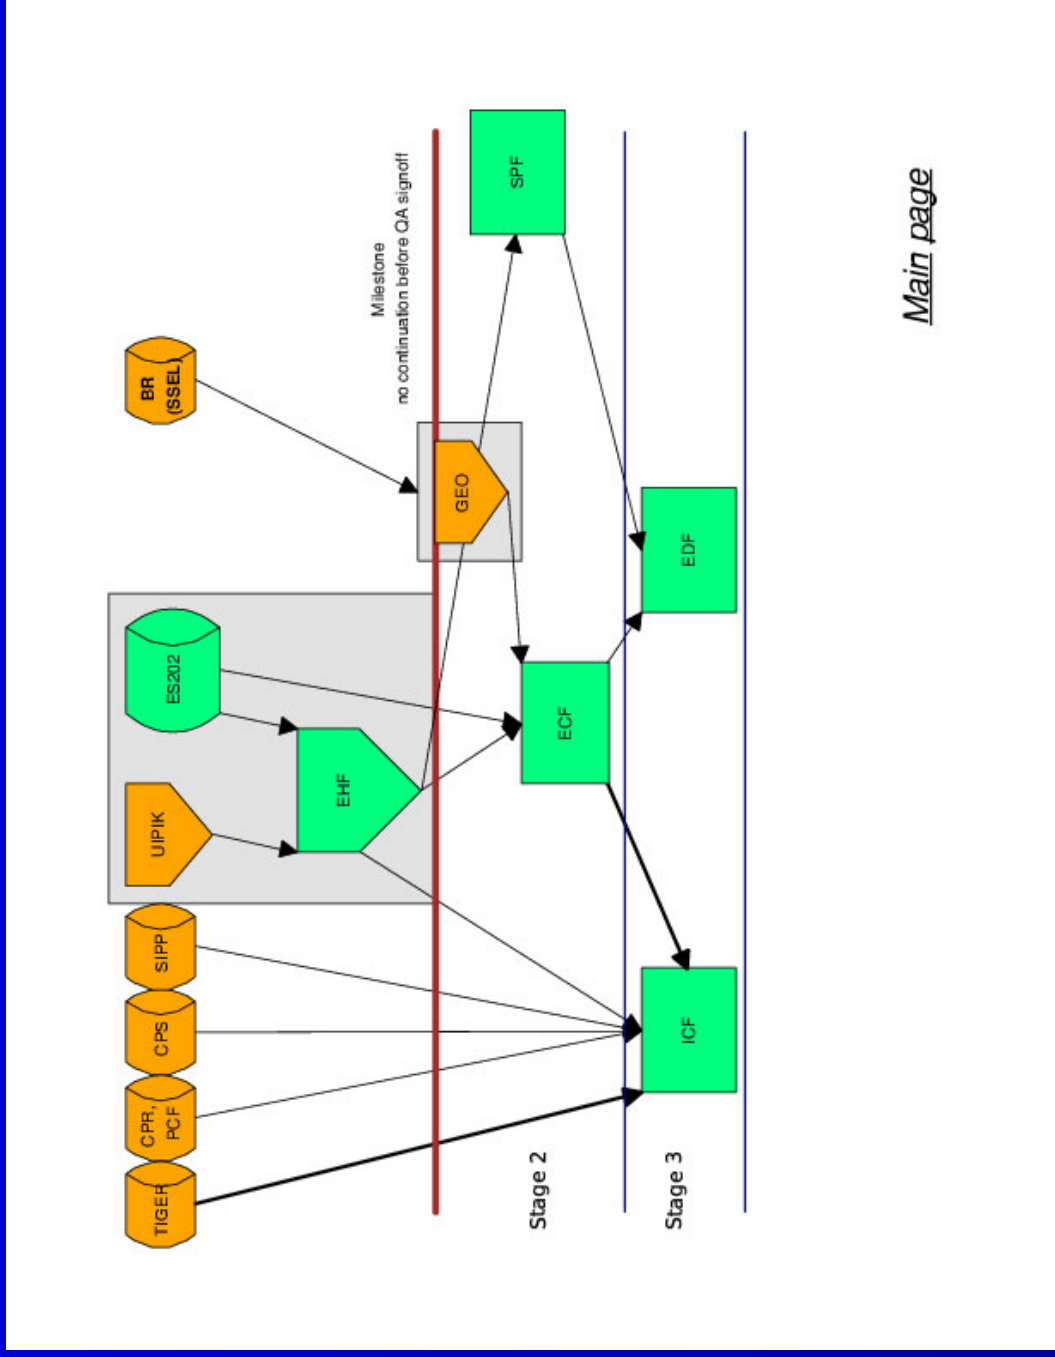 TIGER
CPR,
PCF
CPS
SIPP
UIPIK
ES202
BR
(SSEL)
EHF
Milestone
no continuation before QA signoff
GEO
Stage 2
ECF
SPF
Stage 3
ICF
EDF
Main page